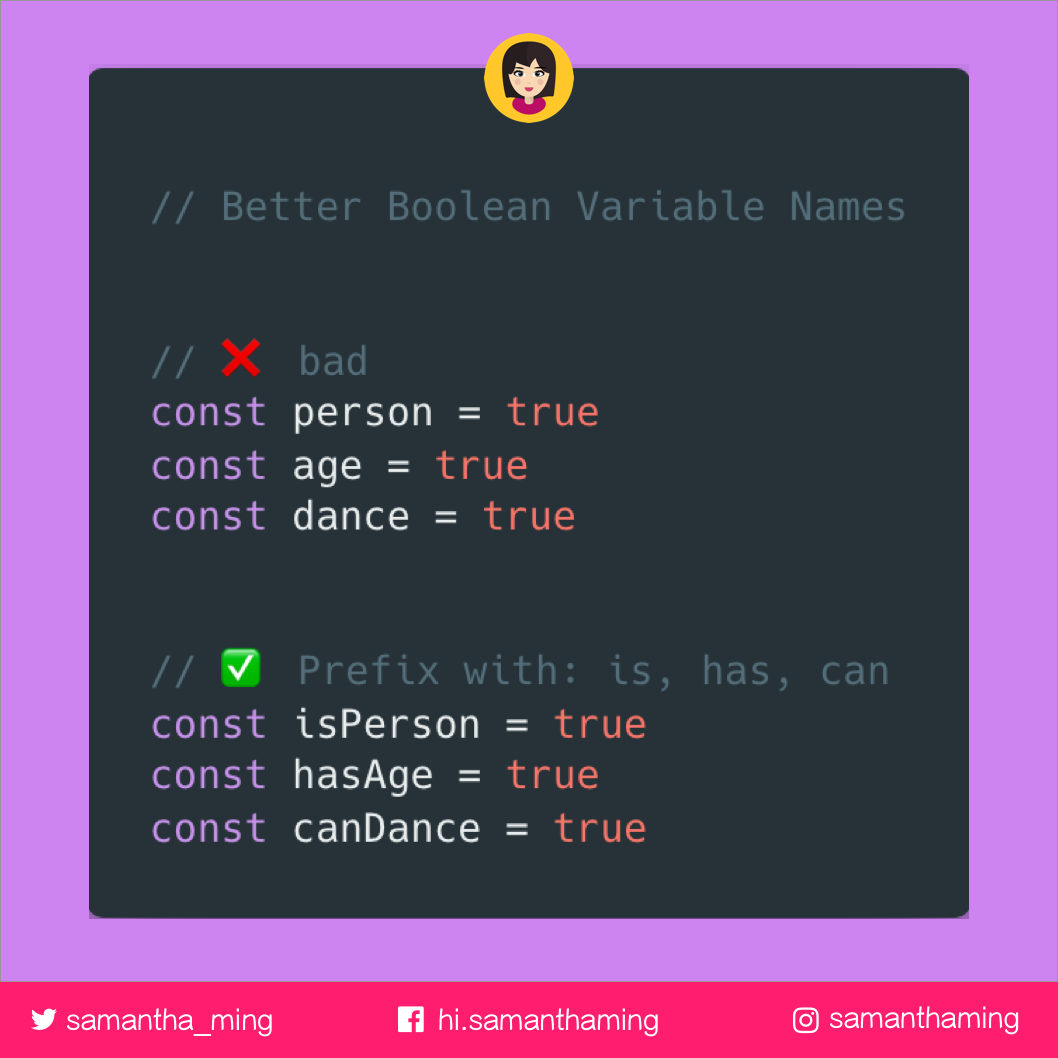 // Better Boolean Variable Names
// ❌ bad
const person = true
const age = true
const dance = true
// ✅ Prefix with: is, has, can
const isPerson = true
const hasAge = true
const canDance = true
samantha_ming hi.samanthaming samanthaming